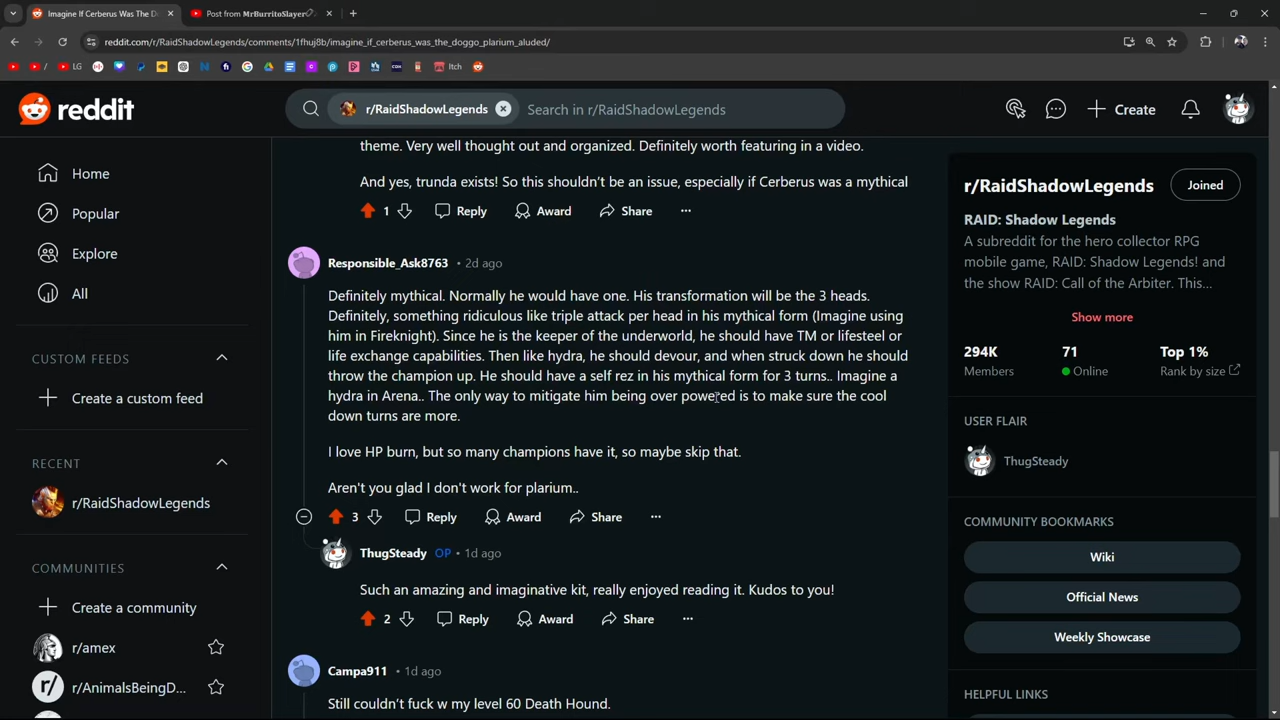 Imagine If Cerberus Was The D
Post from MrBurritoSlayer
reddit.com/r/RaidShadowLegends/comments/1fhuj8b/imagine_if_cerberus_was_the_doggo_plarium_aluded/
/
LG
Itch
reddit
r/RaidShadowLegends
Search in r/RaidShadowLegends
Create
Home
Popular
Explore
All
CUSTOM FEEDS
Create a custom feed
RECENT
r/RaidShadowLegends
COMMUNITIES
Create a community
r/amex
r/AnimalsBeingD...
theme. Very well thought out and organized. Definitely worth featuring in a video.
And yes, trunda exists! So this shouldn't be an issue, especially if Cerberus was a mythical
1 Reply Award Share
Responsible_Ask8763 • 2d ago
Definitely mythical. Normally he would have one. His transformation will be the 3 heads.
Definitely, something ridiculous like triple attack per head in his mythical form (Imagine using
him in Fireknight). Since he is the keeper of the underworld, he should have TM or lifesteel or
life exchange capabilities. Then like hydra, he should devour, and when struck down he should
throw the champion up. He should have a self rez in his mythical form for 3 turns.. Imagine a
hydra in Arena.. The only way to mitigate him being over powered is to make sure the cool
down turns are more.
I love HP burn, but so many champions have it, so maybe skip that.
Aren't you glad I don't work for plarium..
3 Reply Award Share
ThugSteady OP • 1d ago
Such an amazing and imaginative kit, really enjoyed reading it. Kudos to you!
2 Reply Award Share
Campa911 • 1d ago
Still couldn't fuck w my level 60 Death Hound.
r/RaidShadowLegends
Joined
RAID: Shadow Legends
A subreddit for the hero collector RPG
mobile game, RAID: Shadow Legends! and
the show RAID: Call of the Arbiter. This...
Show more
294K 71 Top 1%
Members Online Rank by size
USER FLAIR
ThugSteady
COMMUNITY BOOKMARKS
Wiki
Official News
Weekly Showcase
HELPFUL LINKS